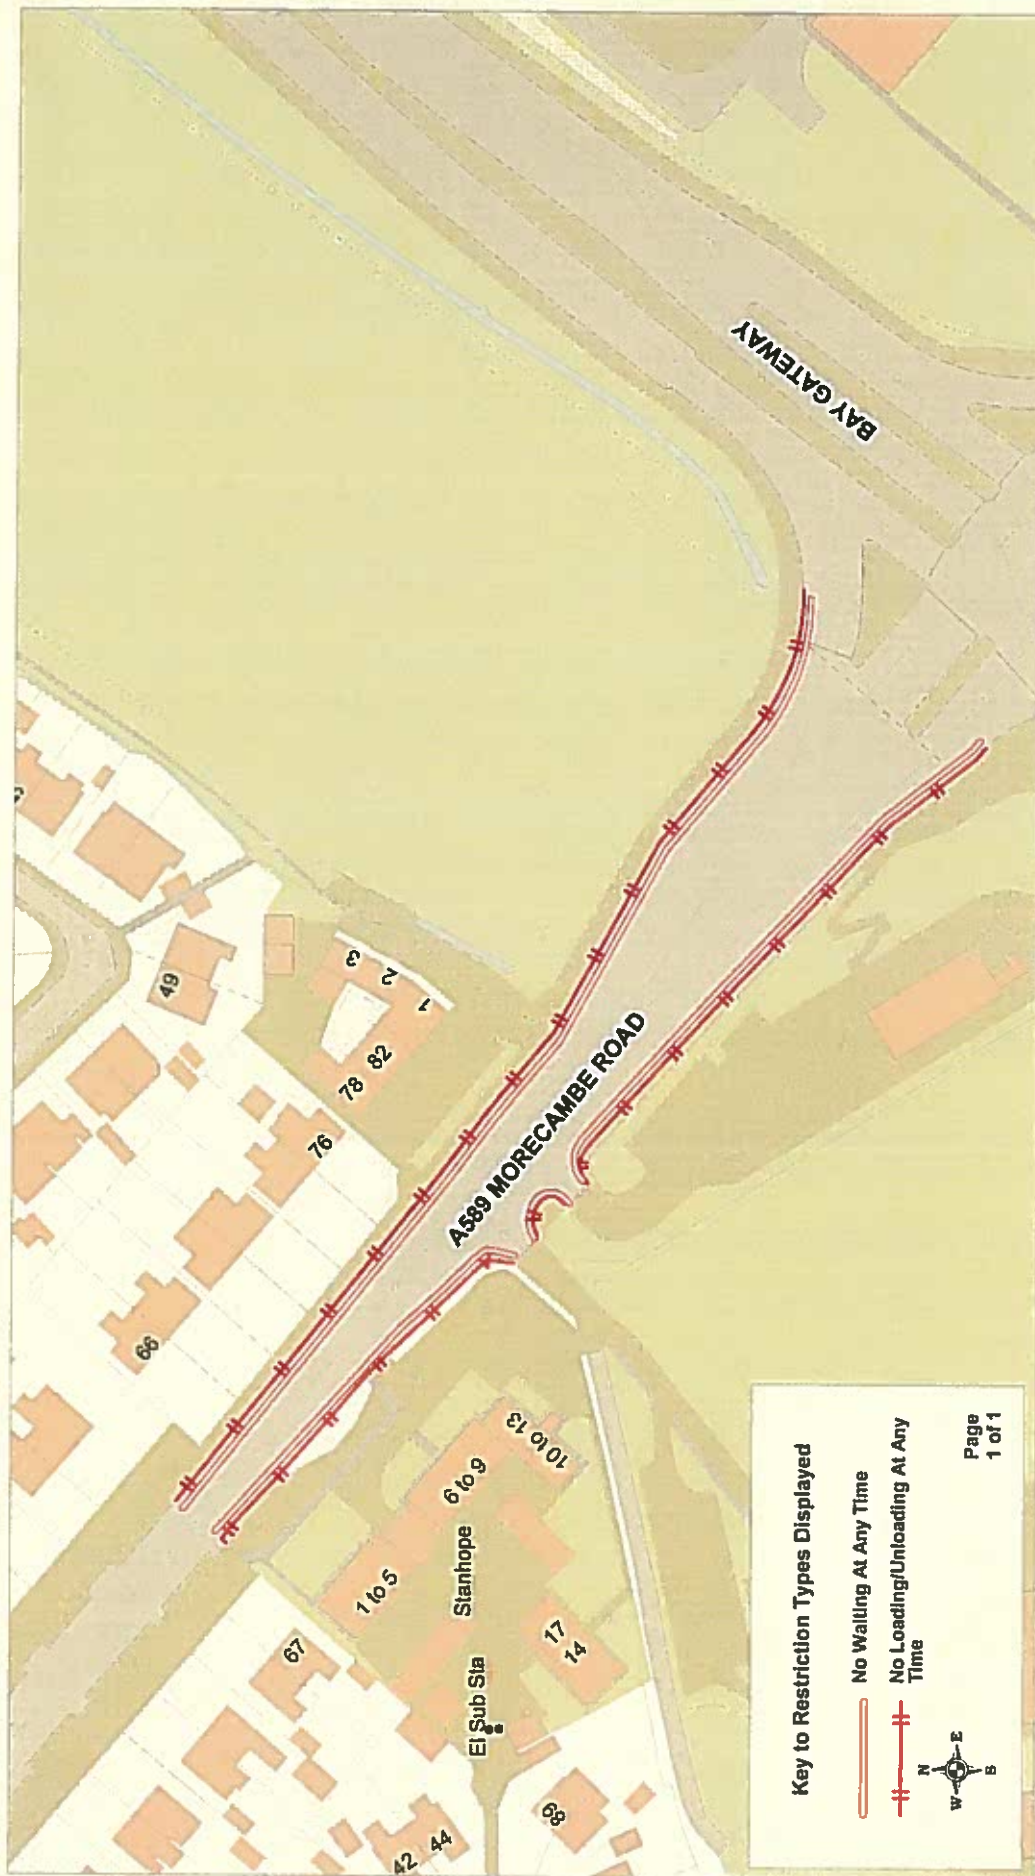 BAY GATEWAY
A589 MORECAMBE ROAD
49
3
2
1
78
82
76
66
67
1 to 5
6 to 9
13
10 to 13
Stanhope
17
14
El Sub Sta
42
44
68
Key to Restriction Types Displayed
No Waiting At Any Time
No Loading/Unloading At Any
Time
N
W
E
S
Page
1 of 1